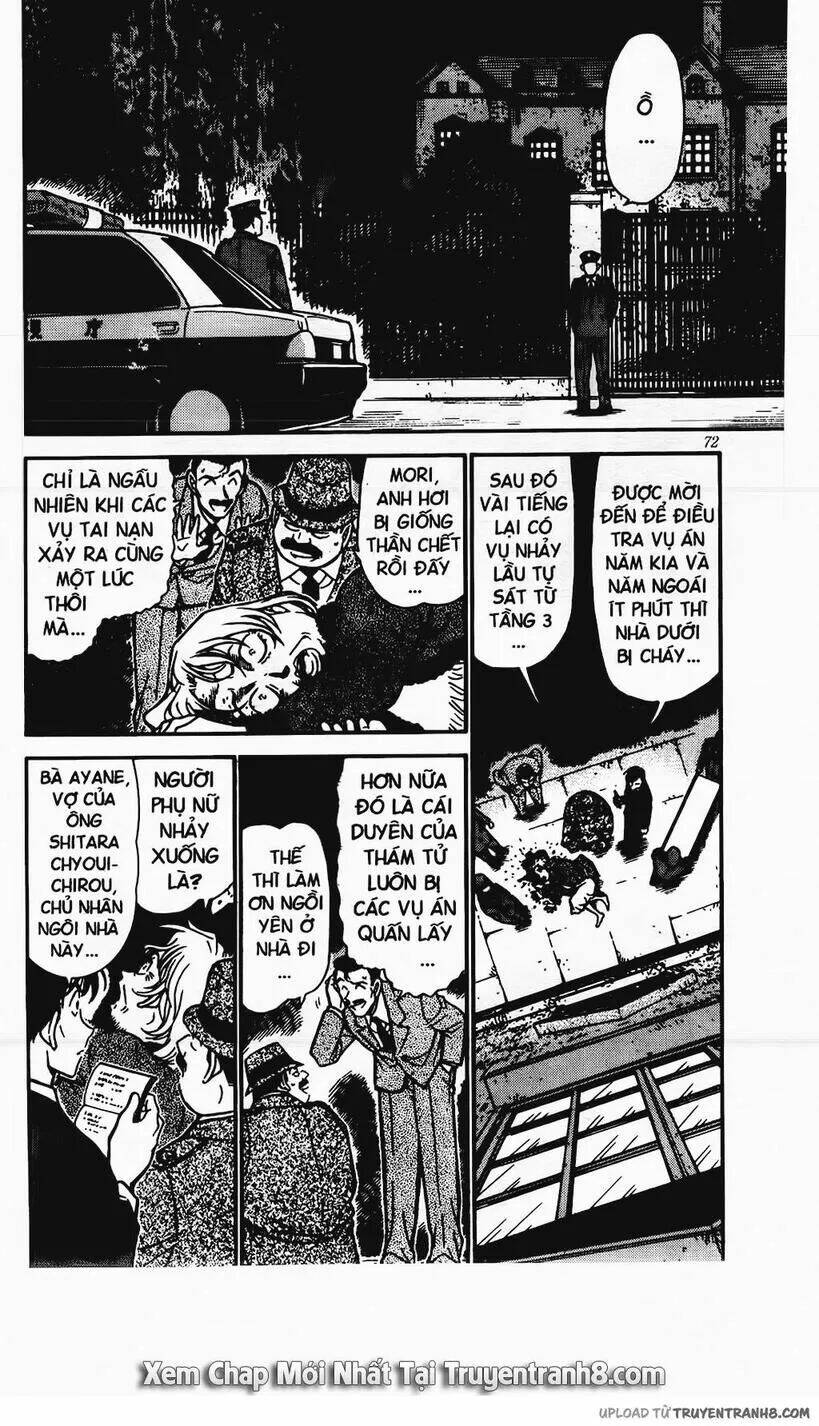 Ồ
...
視 庁
72
ĐƯỢC MỜI
ĐẾN ĐỂ ĐIỀU
TRA VỤ ÁN
NĂM KIA VÀ
NĂM NGOÁI
ÍT PHÚT THÌ
NHÀ DƯỚI
BỊ CHÁY...
SAU ĐÓ
VÀI TIẾNG
LẠI CÓ
VỤ NHẢY
LẦU TỰ
SÁT TỪ
TẦNG 3
...
MORI,
ANH HƠI
BỊ GIỐNG
THẦN CHẾT
RỒI ĐẤY
...
CHỈ LÀ NGẪU
NHIÊN KHI CÁC
VỤ TAI NẠN
XẢY RA CÙNG
MỘT LÚC
THÔI
MÀ...
HƠN NỮA
ĐÓ LÀ CÁI
DUYÊN CỦA
THÁM TỬ
LUÔN BỊ
CÁC VỤ ÁN
QUẤN LẤY
...
THẾ
THÌ LÀM
ƠN NGỒI
YÊN Ở
NHÀ ĐI
...
NGƯỜI
PHỤ NỮ
NHẢY
XUỐNG
LÀ?
BÀ AYANE,
VỢ CỦA
ÔNG
SHITARA
CHYOUI-
CHIROU,
CHỦ NHÂN
NGÔI NHÀ
NÀY...
Xem Chap Mới Nhất Tại Truyentranh8.com
UPLOAD TỪ TRUYENTRANH8.COM